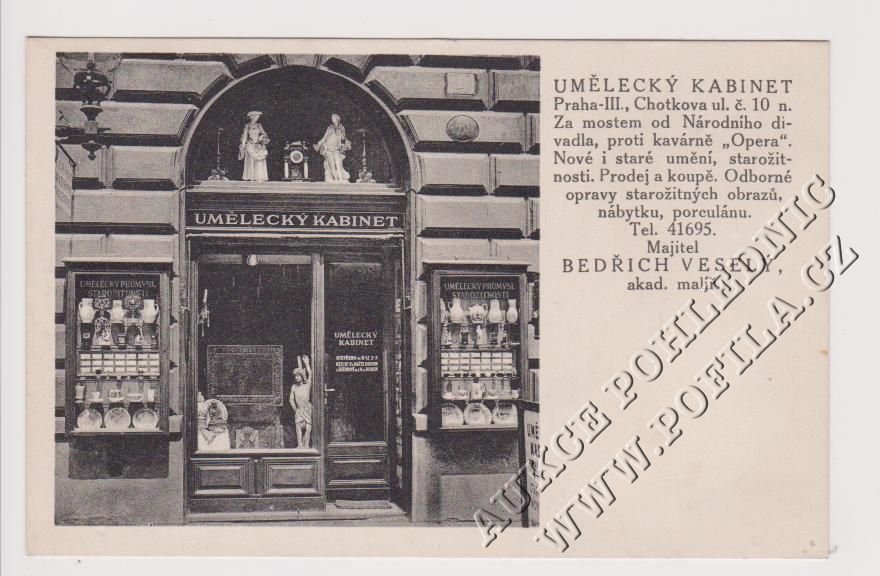 UMĚLECKÝ KABINET
Praha-III., Chotkova ul. č. 10 n.
Za mostem od Národního di-
vadla, proti kavárně „Opera“.
Nové i staré umění, starožit-
nosti. Prodej a koupě. Odborné
opravy starožitných obrazů,
nábytku, porculánu.
Tel. 41695.
Majitel
BEDŘICH VESELÝ,
akad. malíř.
UMĚLECKÝ KABINET
UMĚLECKÝ PRŮMYSL
STAROŽITNOSTI
UMĚLECKÝ
KABINET
UMĚLECKÝ PRŮMYSL
STAROŽITNOSTI
AUKCE POHLEDNIC
WWW.POFILA.CZ